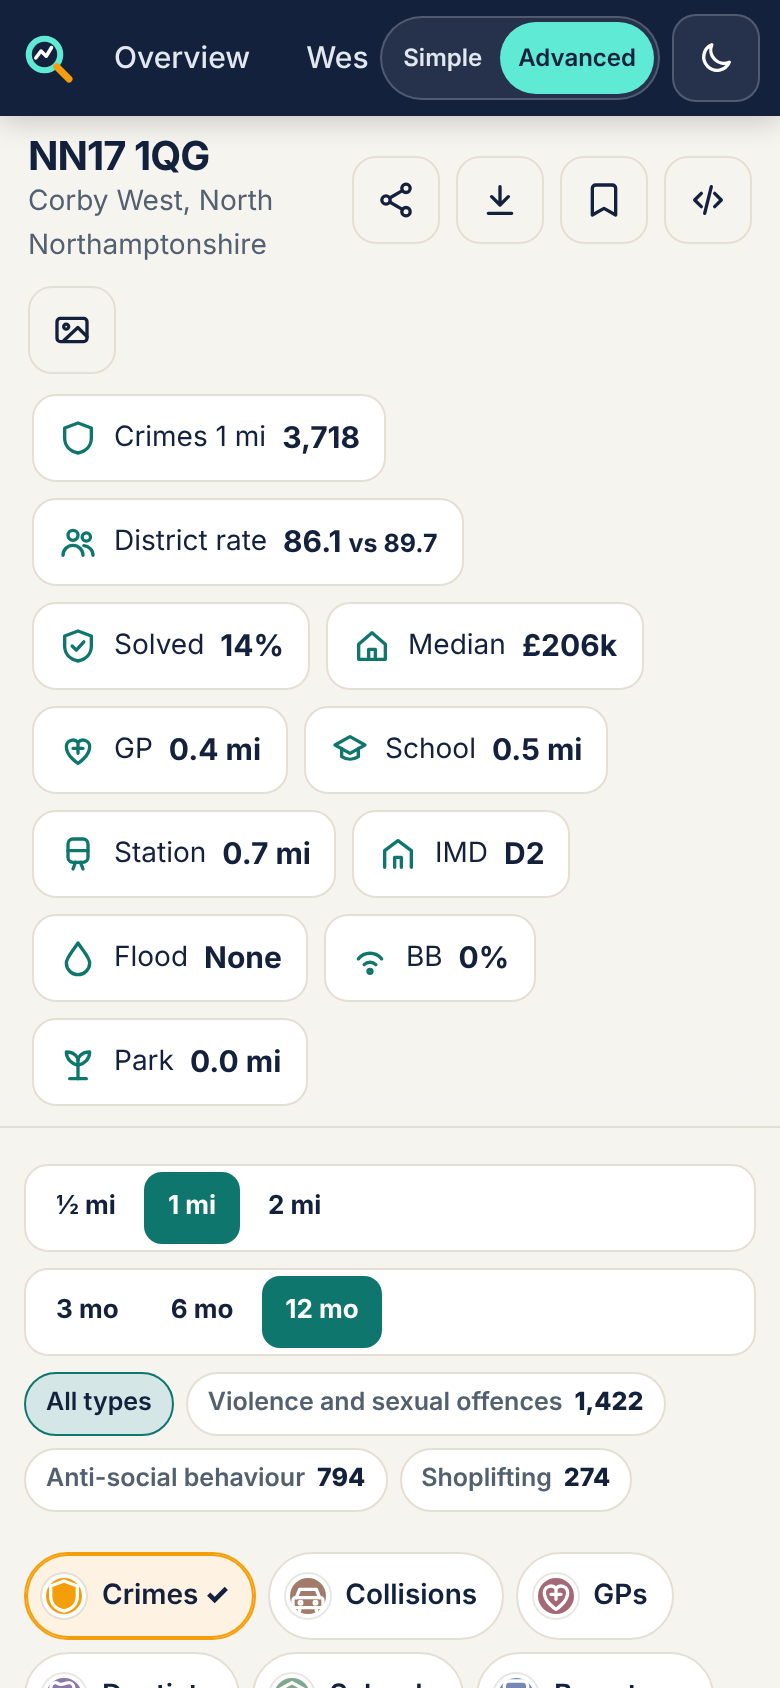 Overview Wes Simple Advanced
NN17 1QG
Corby West, North
Northamptonshire
Crimes 1 mi 3,718
District rate 86.1 vs 89.7
Solved 14% Median £206k
GP 0.4 mi School 0.5 mi
Station 0.7 mi IMD D2
Flood None BB 0%
Park 0.0 mi
½ mi 1 mi 2 mi
3 mo 6 mo 12 mo
All types Violence and sexual offences 1,422
Anti-social behaviour 794 Shoplifting 274
Crimes ✓ Collisions GPs